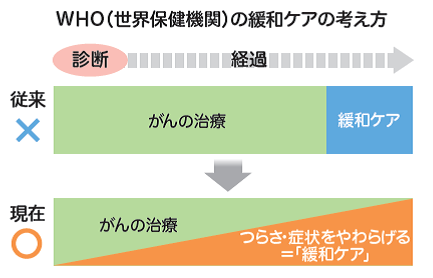 WHO(世界保健機関)の緩和ケアの考え方
診断 経過
従来
がんの治療 緩和ケア
現在
がんの治療
つらさ・症状をやわらげる
=「緩和ケア」